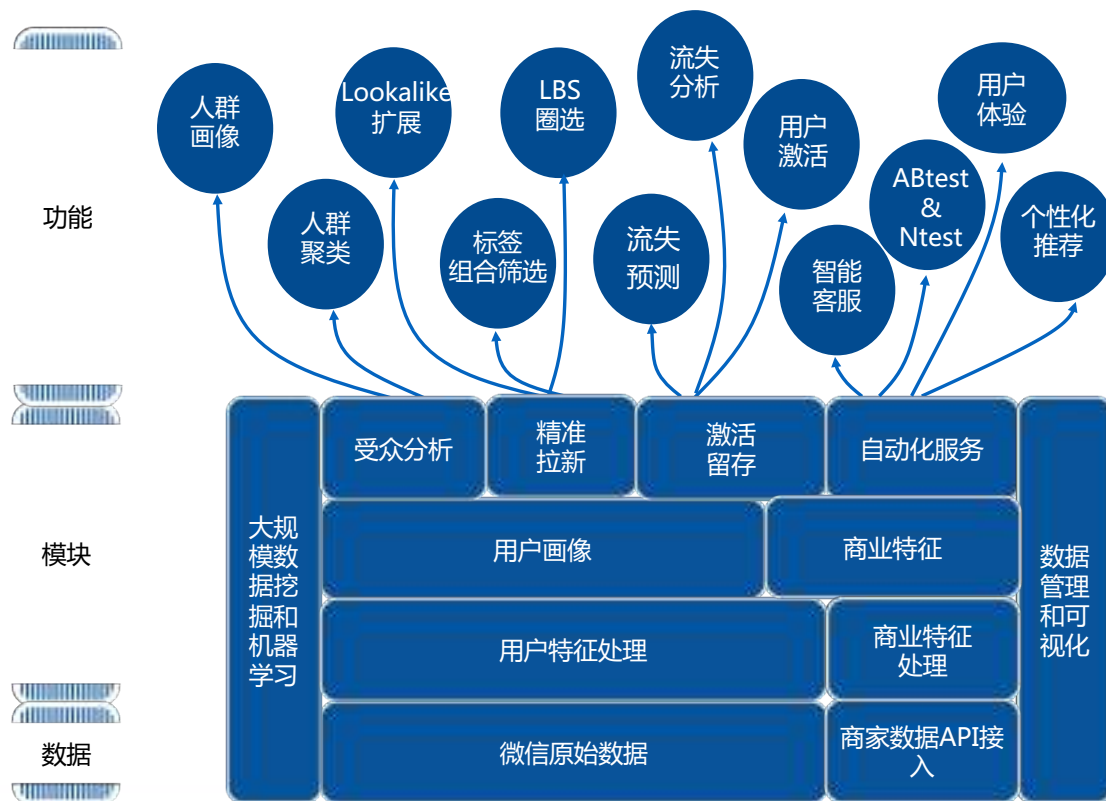 流失
分析
人群
画像
Lookalike
扩展
LBS
圈选
用户
激活
用户
体验
功能
人群
聚类
标签
组合筛选
流失
预测
智能
客服
ABtest
&
Ntest
个性化
推荐
模块
大规
模数
据挖
掘和
机器
学习
受众分析
精准
拉新
激活
留存
自动化服务
用户画像
商业特征
用户特征处理
商业特征
处理
数据
管理
和可
视化
数据
微信原始数据
商家数据API接
入